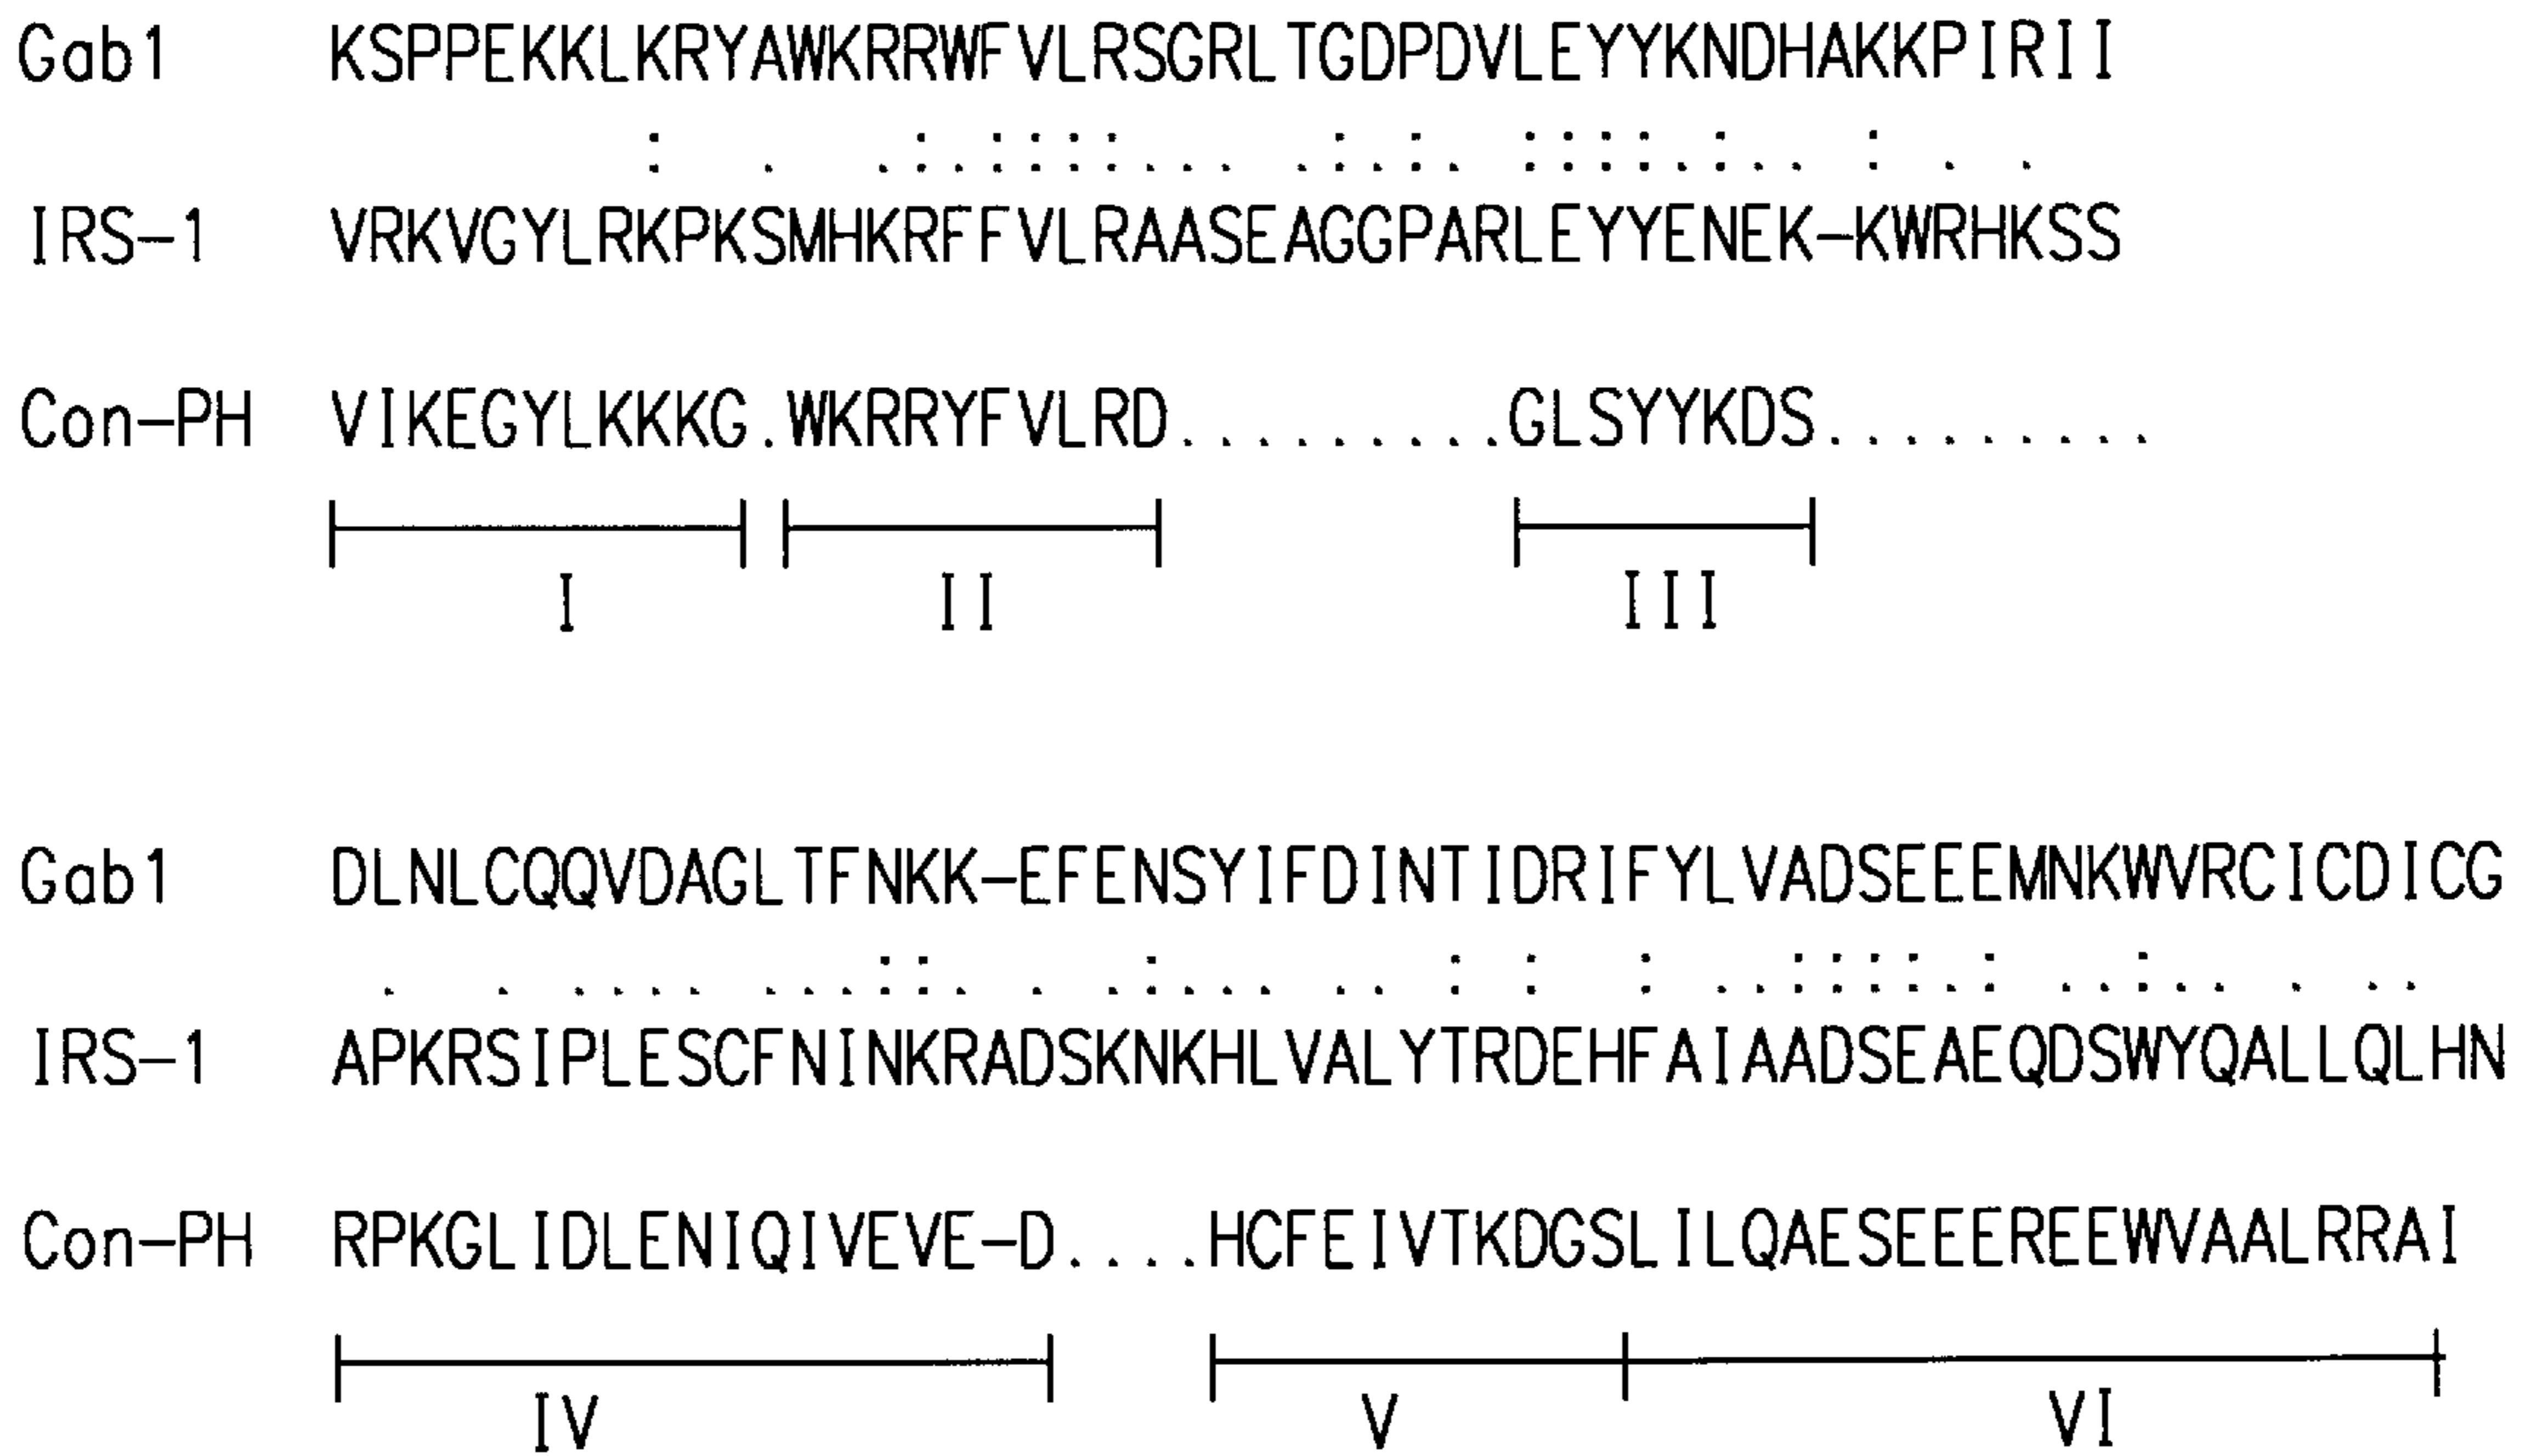 Gab1 KSPPEKKLKRYAWKRRWFVLRSGRLTGDPDVLEYYKNDHAKKPIRII
IRS-1 VRKVGYLRKPKSMHKRFFVLRAASEAGGPARLEYYENEK-KWRHKSS
Con-PH VIKEGYLKKKG.WKRRYFVLRD.........GLSYYKDS.........
I II III
Gab1 DLNLCQQVDAGLTFNKK-EFENSYIFDINTIDRIFYLVADSEEEMNKWVRCICDICG
IRS-1 APKRSIPLESCFNINKRADSKNKHLVALYTRDEHFAIAADSEAEQDSWYQALLQLHN
Con-PH RPKGLIDLENIQIVEVE-D....HCFEIVTKDGSLILQAESEEEREEWVAALRRAI
IV V VI